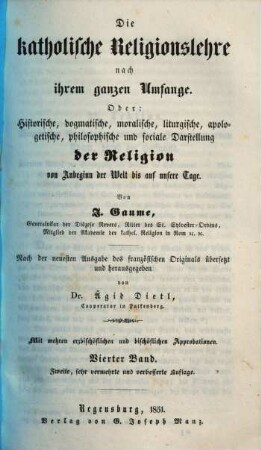 Die
katholische Religionslehre
nach
ihrem ganzen Umfange.
Oder:
Historische, dogmatische, moralische, liturgische, apolo-
getische, philosophische und sociale Darstellung
der Religion
von Anbeginn der Welt bis auf unsere Tage.
Von
J. Gaume,
Generalvikar der Diözese Nevers, Ritter des St. Sylvester-Ordens,
Mitglied der Akademie der kathol. Religion in Rom ꝛc. ꝛc.
Nach der neuesten Ausgabe des französischen Originals übersetzt
und herausgegeben
von
Dr. Ägid Dietl,
Cooperator in Falkenberg.
Mit mehren erzbischöflichen und bischöflichen Approbationen.
Vierter Band.
Zweite, sehr vermehrte und verbesserte Auflage.
Regensburg, 1851.
Verlag von G. Joseph Manz.